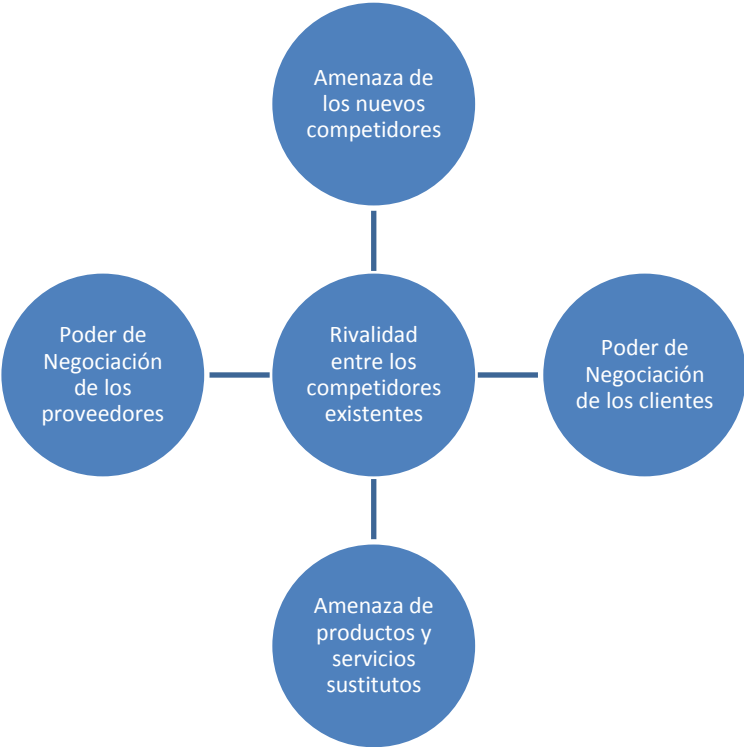 Amenaza de
los nuevos
competidores
Poder de
Negociación
de los
proveedores
Rivalidad
entre los
competidores
existentes
Poder de
Negociación
de los clientes
Amenaza de
productos y
servicios
sustitutos